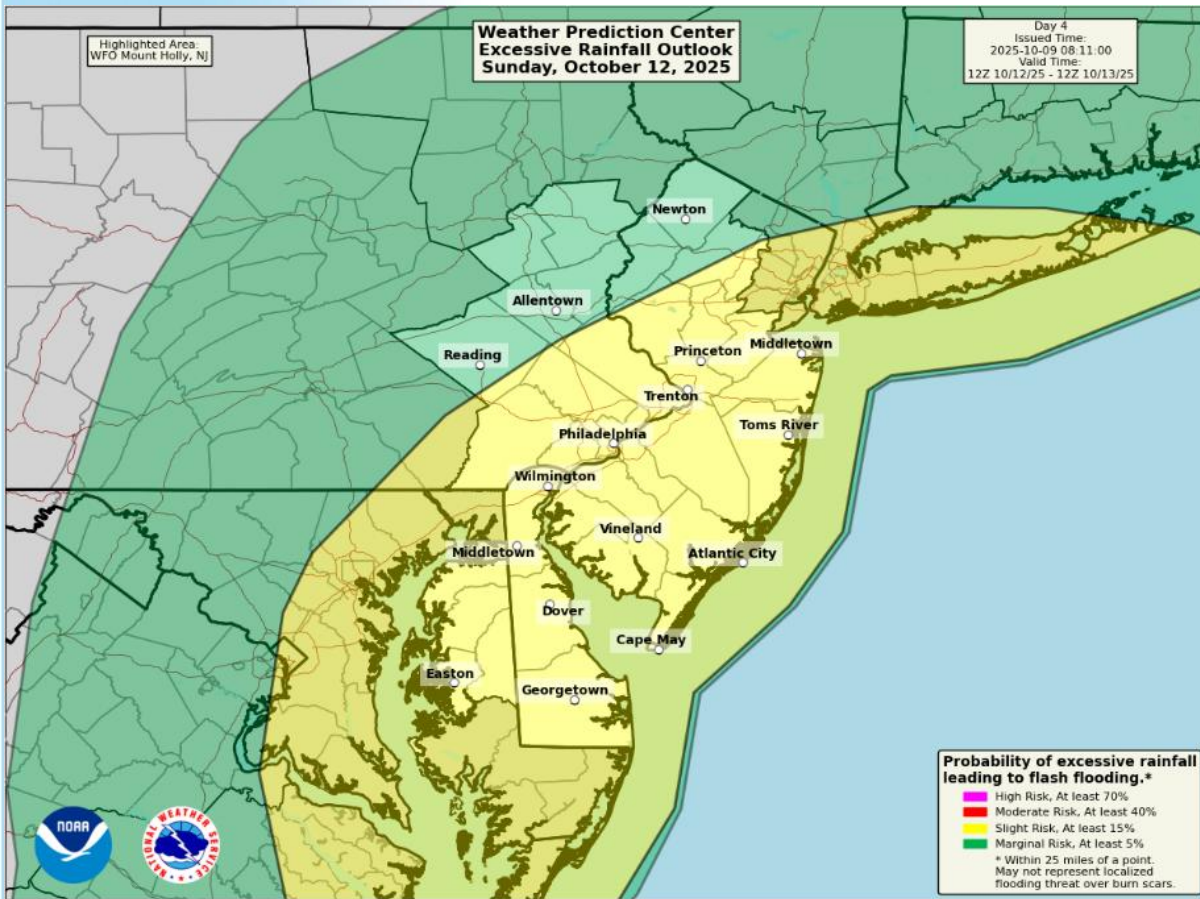 Highlighted Area:
WFO Mount Holly, NJ
Weather Prediction Center
Excessive Rainfall Outlook
Sunday, October 12, 2025
Day 4
Issued Time:
2025-10-09 08:11:00
Valid Time:
12Z 10/12/25 - 12Z 10/13/25
Newton
Allentown
Reading
Princeton
Middletown
Trenton
Toms River
Philadelphia
Wilmington
Vineland
Middletown
Atlantic City
Dover
Cape May
Easton
Georgetown
Probability of excessive rainfall
leading to flash flooding.*
High Risk, At least 70%
Moderate Risk, At least 40%
Slight Risk, At least 15%
Marginal Risk, At least 5%
* Within 25 miles of a point.
May not represent localized
flooding threat over burn scars.
NOAA
NATIONAL WEATHER SERVICE